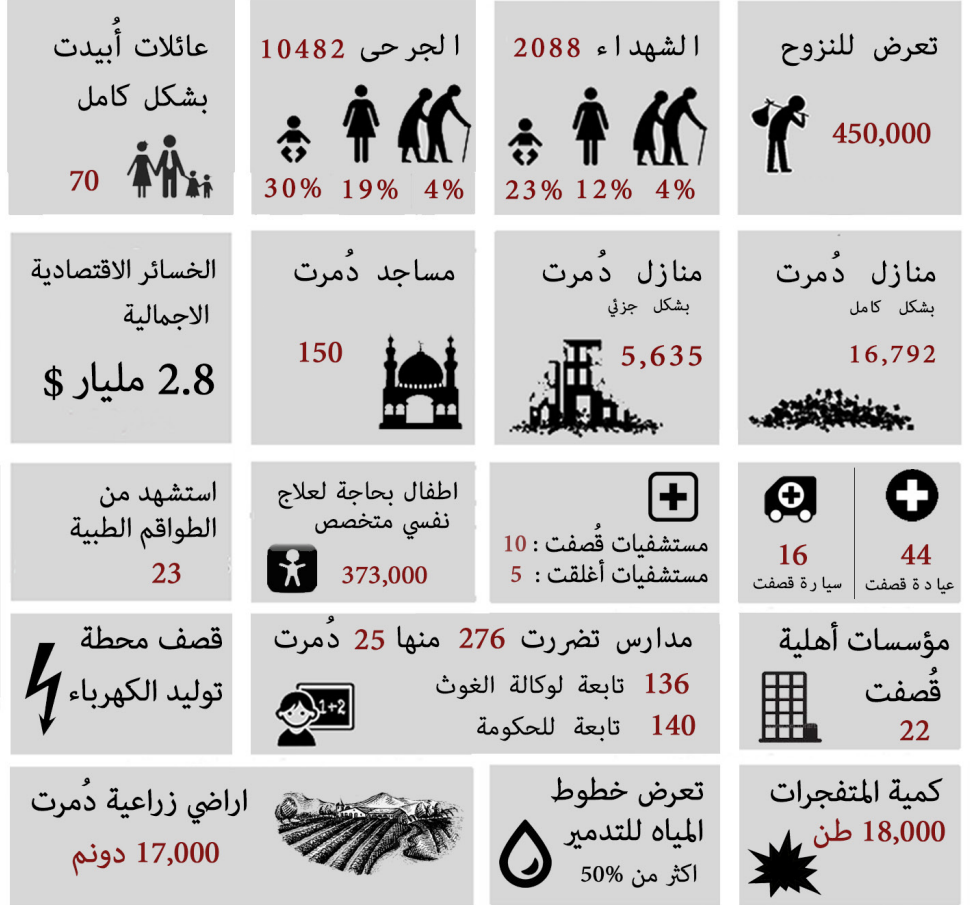 تعرض للنزوح
450,000
الشهداء 2088
23% 12% 4%
الجرحى 10482
30% 19% 4%
عائلات أُبيدت
بشكل كامل
70
منازل دُمرت
بشكل كامل
16,792
منازل دُمرت
بشكل جزئي
5,635
مساجد دُمرت
150
الخسائر الاقتصادية
الاجمالية
2.8 مليار $
44
عيادة قصفت
16
سيارة قصفت
مستشفيات قُصفت : 10
مستشفيات أغلقت : 5
اطفال بحاجة لعلاج
نفسي متخصص
373,000
استشهد من
الطواقم الطبية
23
مؤسسات أهلية
قُصفت
22
مدارس تضررت 276 منها 25 دُمرت
136 تابعة لوكالة الغوث
140 تابعة للحكومة
1+2
قصف محطة
توليد الكهرباء
كمية المتفجرات
18,000 طن
تعرض خطوط
المياه للتدمير
اكثر من 50%
اراضي زراعية دُمرت
17,000 دونم